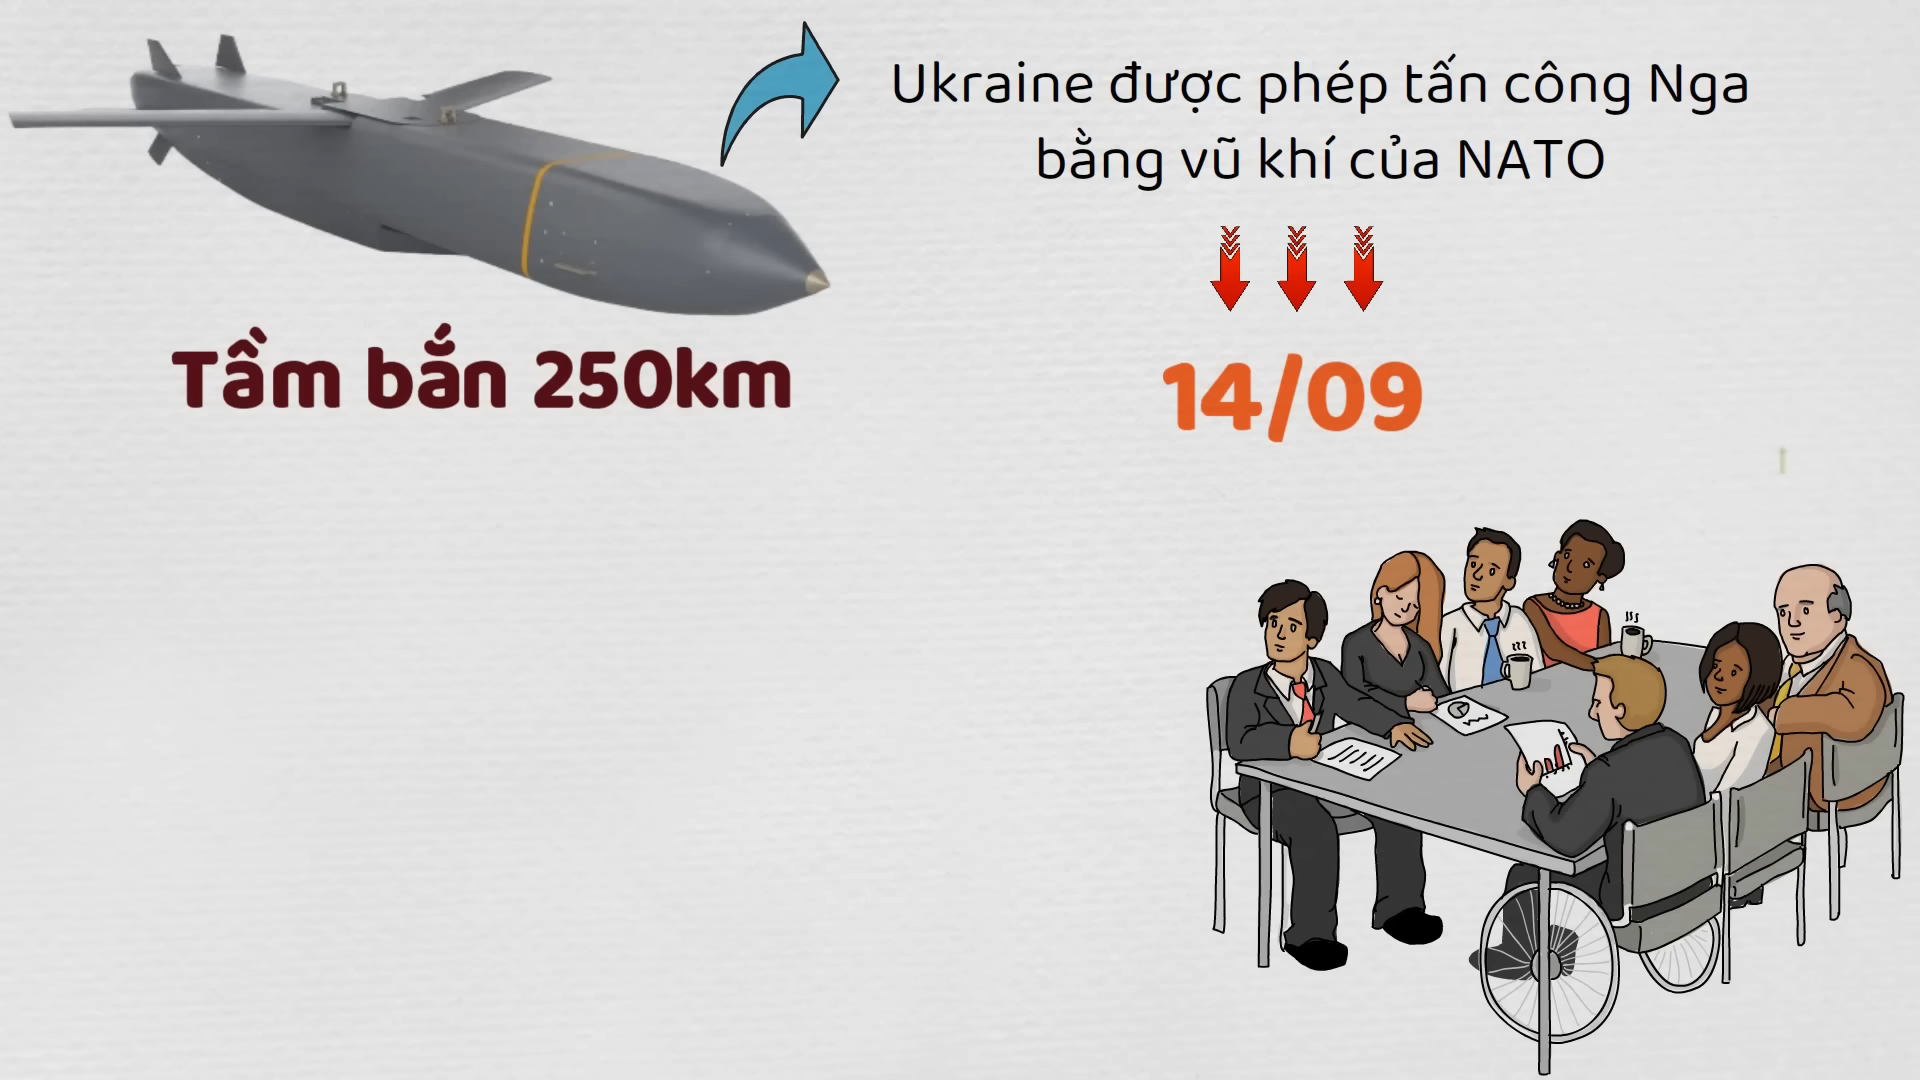 Ukraine được phép tấn công Nga
bằng vũ khí của NATO
Tầm bắn 250km
14/09